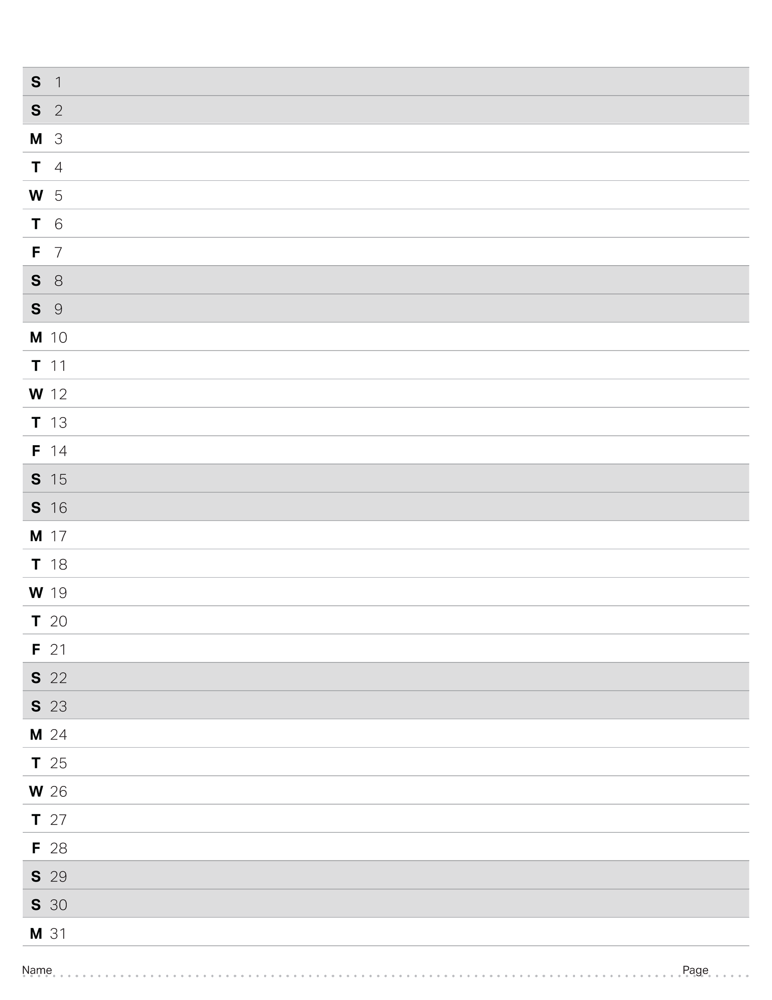 S 1
S 2
M 3
T 4
W 5
T 6
F 7
S 8
S 9
M 10
T 11
W 12
T 13
F 14
S 15
S 16
M 17
T 18
W 19
T 20
F 21
S 22
S 23
M 24
T 25
W 26
T 27
F 28
S 29
S 30
M 31
Name Page